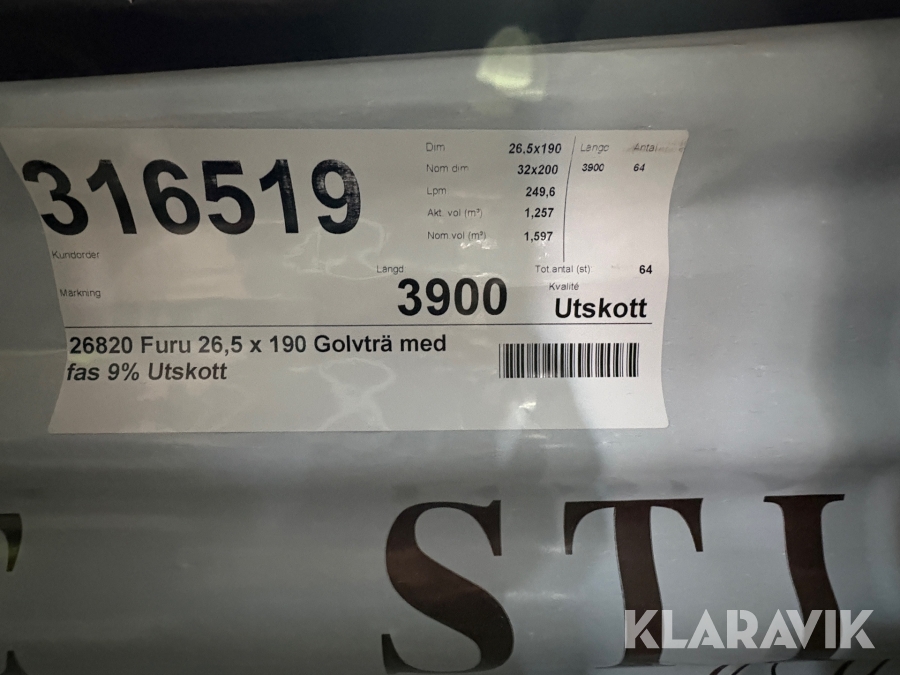 316519
Dim 26,5x190
Nom dim 32x200
Lpm 249,6
Akt. vol (m³) 1,257
Nom vol (m³) 1,597
Längd Antal
3900 64
Kundorder
Märkning
Längd
3900
Tot.antal (st): 64
Kvalité
Utskott
26820 Furu 26,5 x 190 Golvträ med
fas 9% Utskott
STI
KLARAVIK